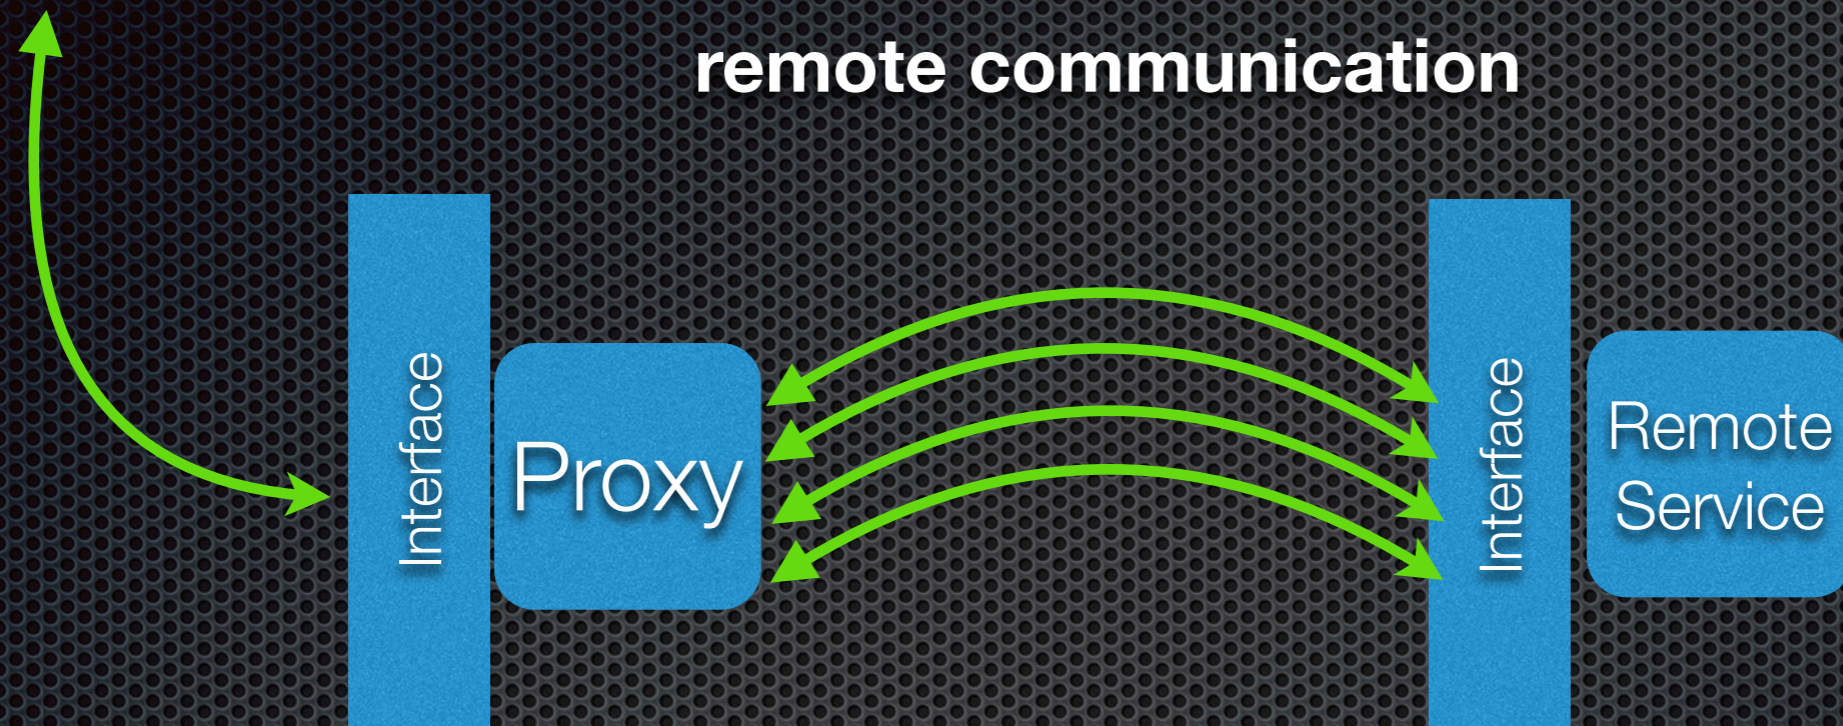 remote communication
Interface
Proxy
Interface
Remote
Service